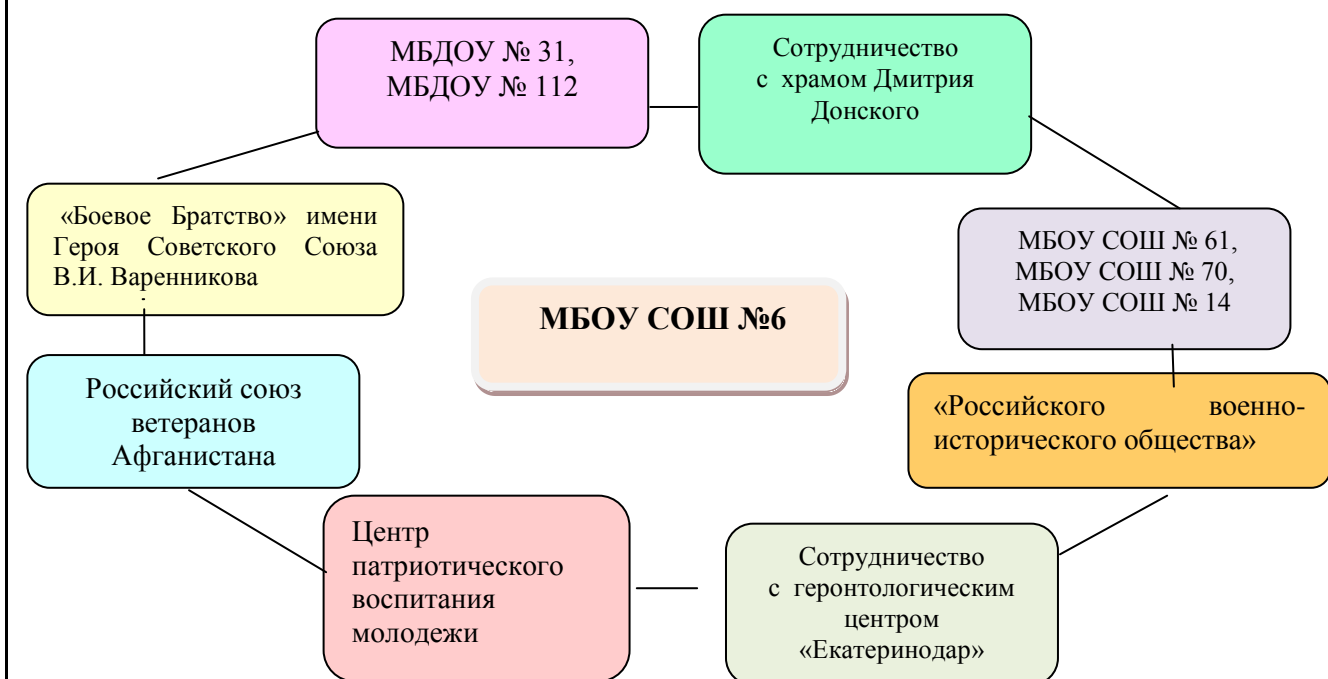 МБДОУ № 31,
МБДОУ № 112
Сотрудничество
с храмом Дмитрия
Донского
«Боевое Братство» имени
Героя Советского Союза
В.И. Варенникова
МБОУ СОШ № 61,
МБОУ СОШ № 70,
МБОУ СОШ № 14
МБОУ СОШ №6
Российский союз
ветеранов
Афганистана
«Российского военно-
исторического общества»
Центр
патриотического
воспитания
молодежи
Сотрудничество
с геронтологическим
центром
«Екатеринодар»